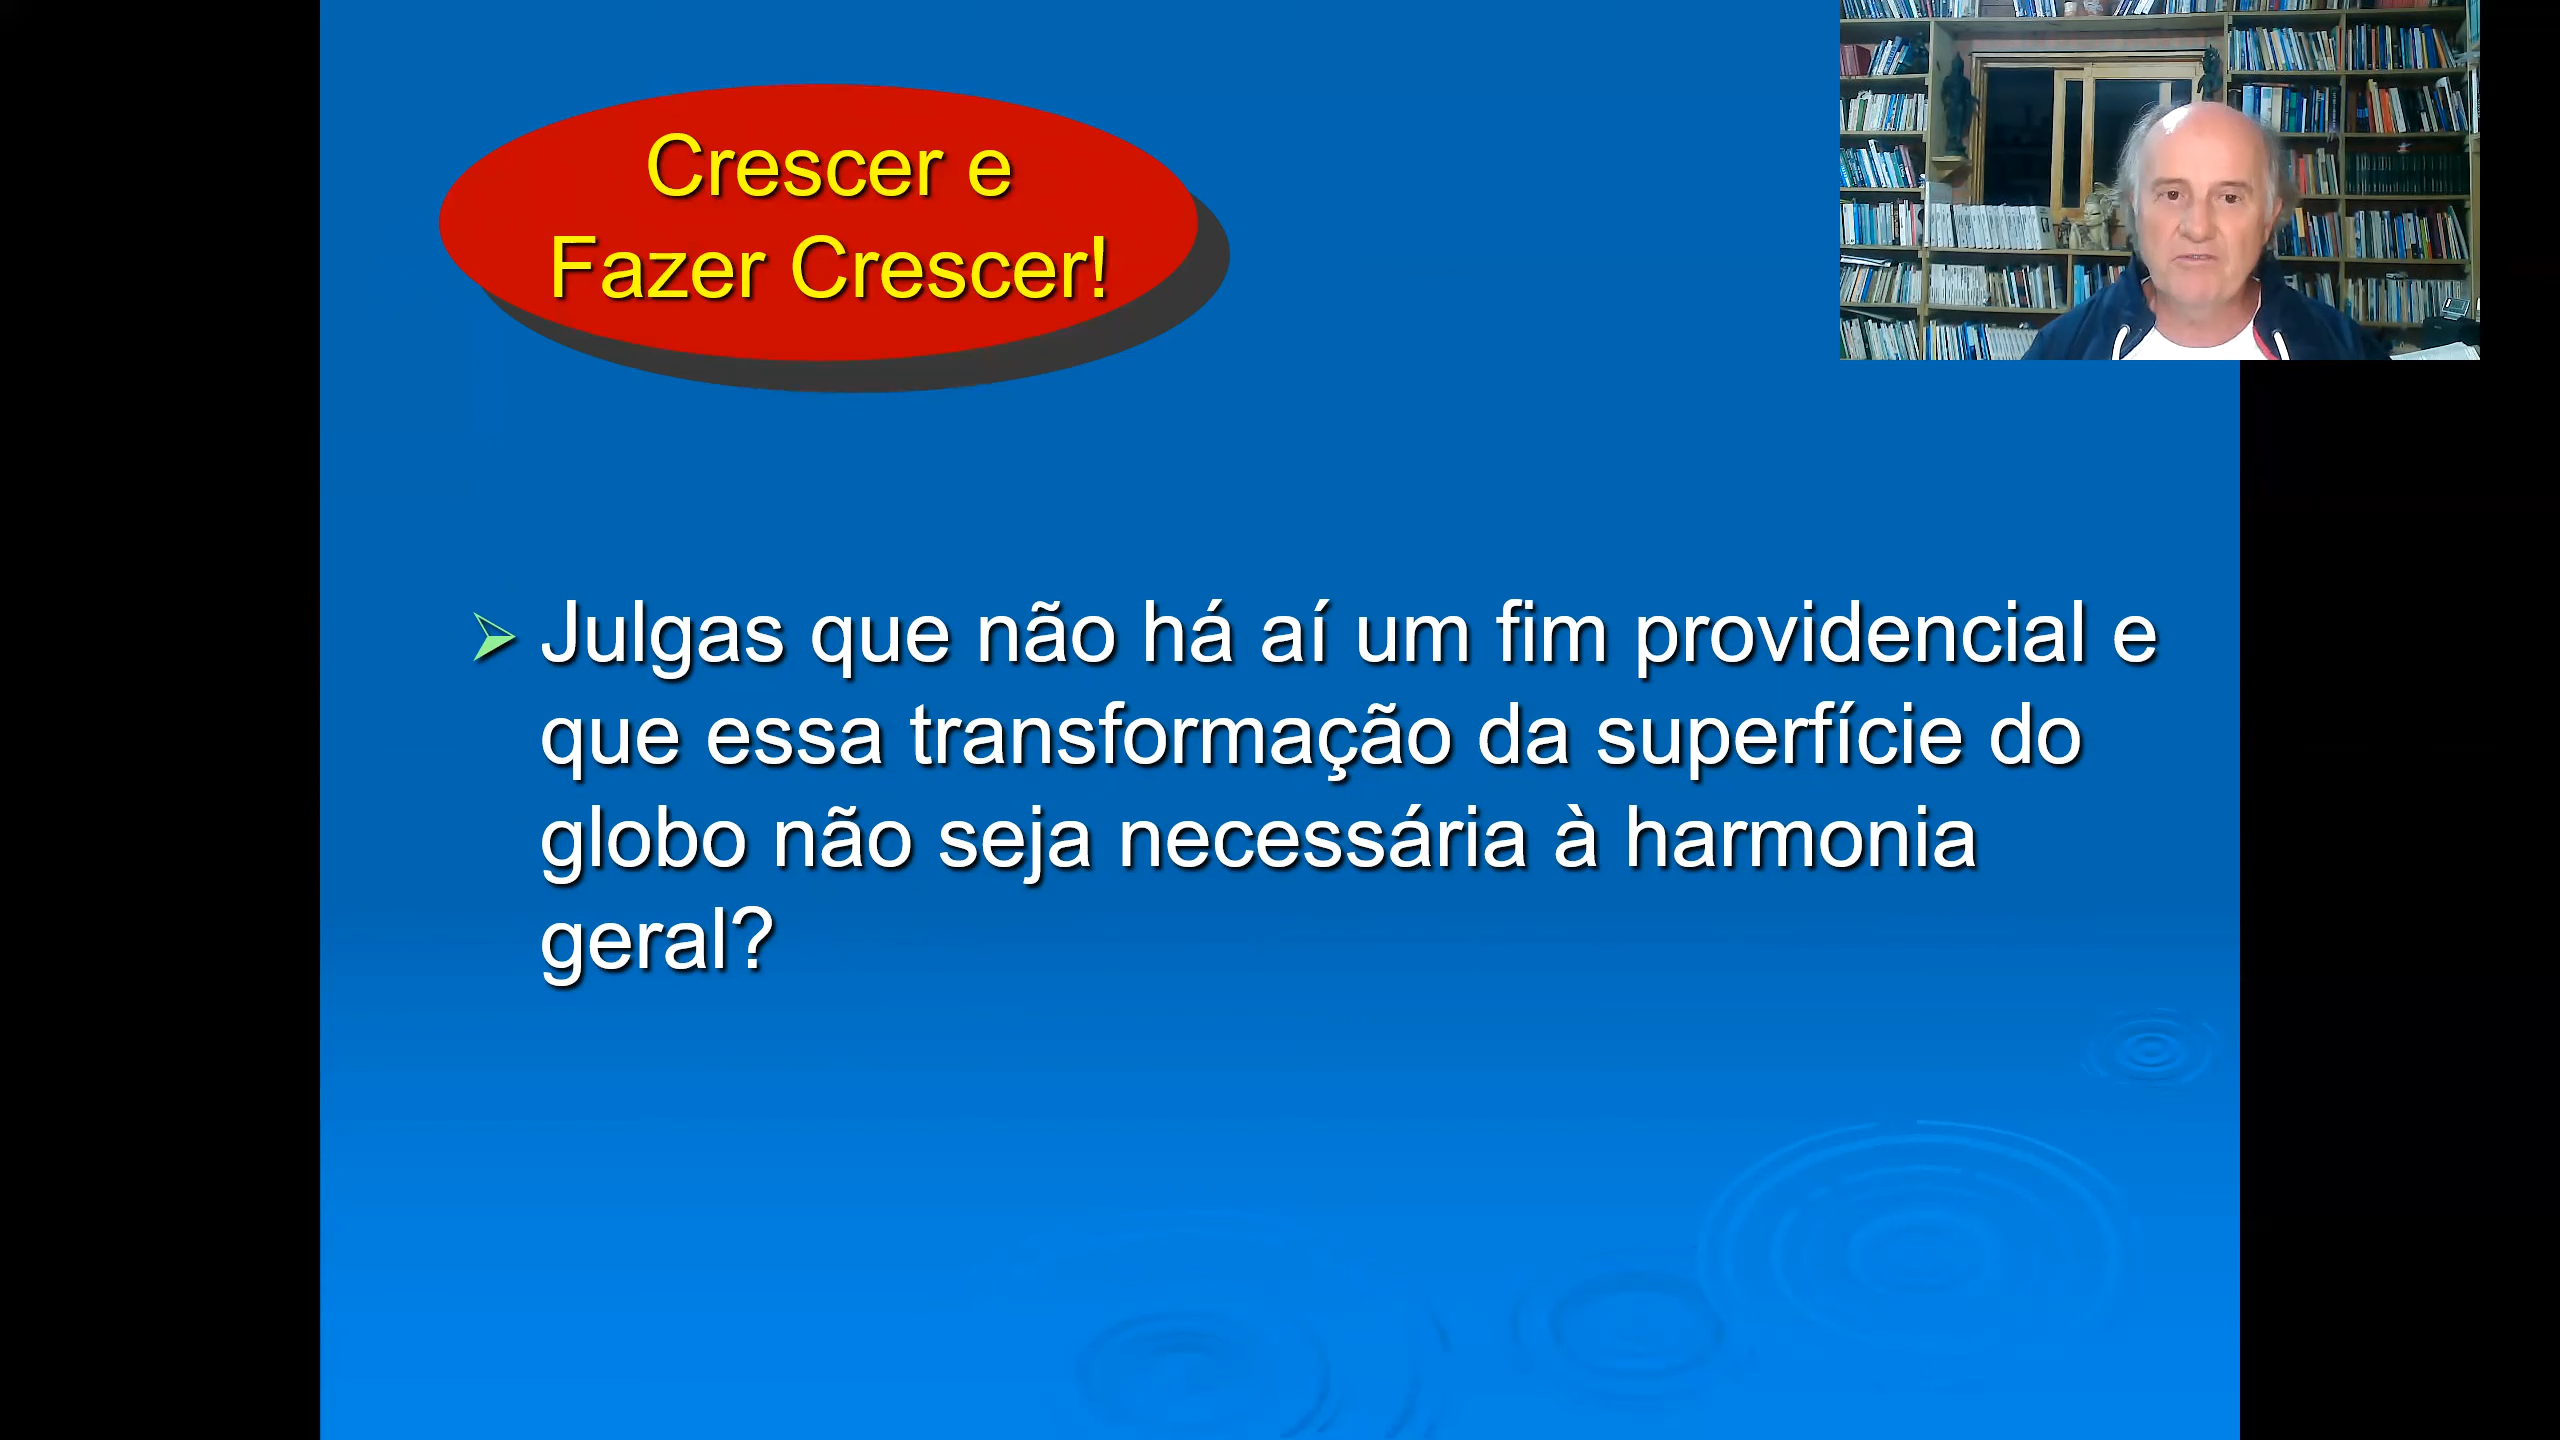 Crescer e
Fazer Crescer!
Julgas que não há aí um fim providencial e
que essa transformação da superfície do
globo não seja necessária à harmonia
geral?